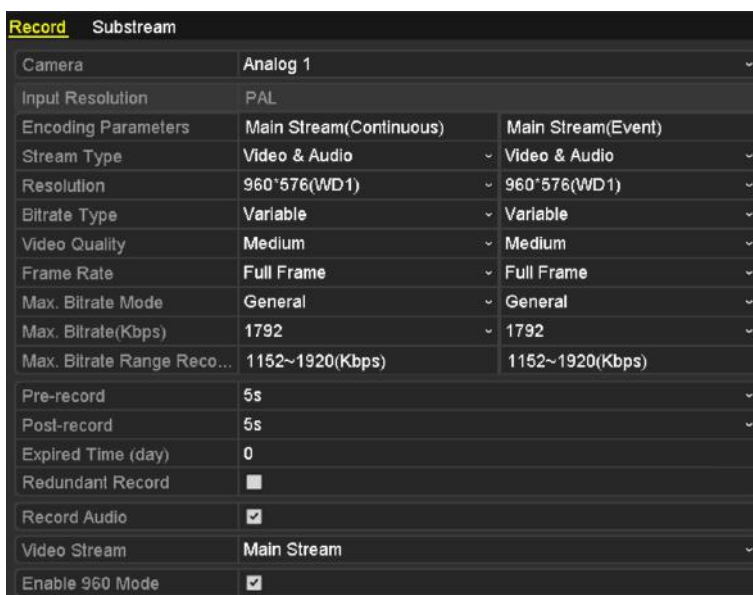 Record Substream
Camera Analog 1
Input Resolution PAL
Encoding Parameters Main Stream(Continuous) Main Stream(Event)
Stream Type Video & Audio Video & Audio
Resolution 960*576(WD1) 960*576(WD1)
Bitrate Type Variable Variable
Video Quality Medium Medium
Frame Rate Full Frame Full Frame
Max. Bitrate Mode General General
Max. Bitrate(Kbps) 1792 1792
Max. Bitrate Range Reco... 1152~1920(Kbps) 1152~1920(Kbps)
Pre-record 5s
Post-record 5s
Expired Time (day) 0
Redundant Record
Record Audio
Video Stream Main Stream
Enable 960 Mode